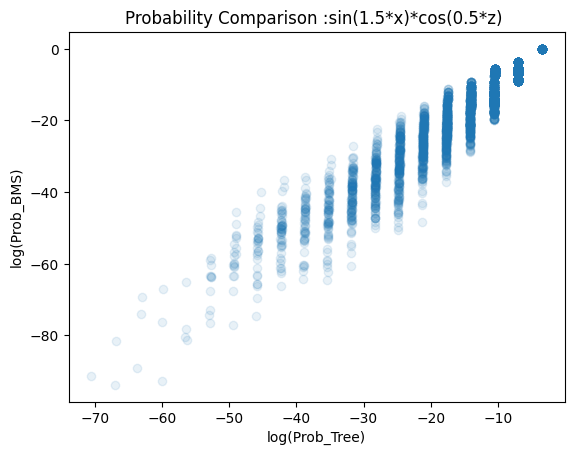 Probability Comparison :sin(1.5*x)*cos(0.5*z)
0
−20
−40
−60
−80
log(Prob_BMS)
−70 −60 −50 −40 −30 −20 −10
log(Prob_Tree)